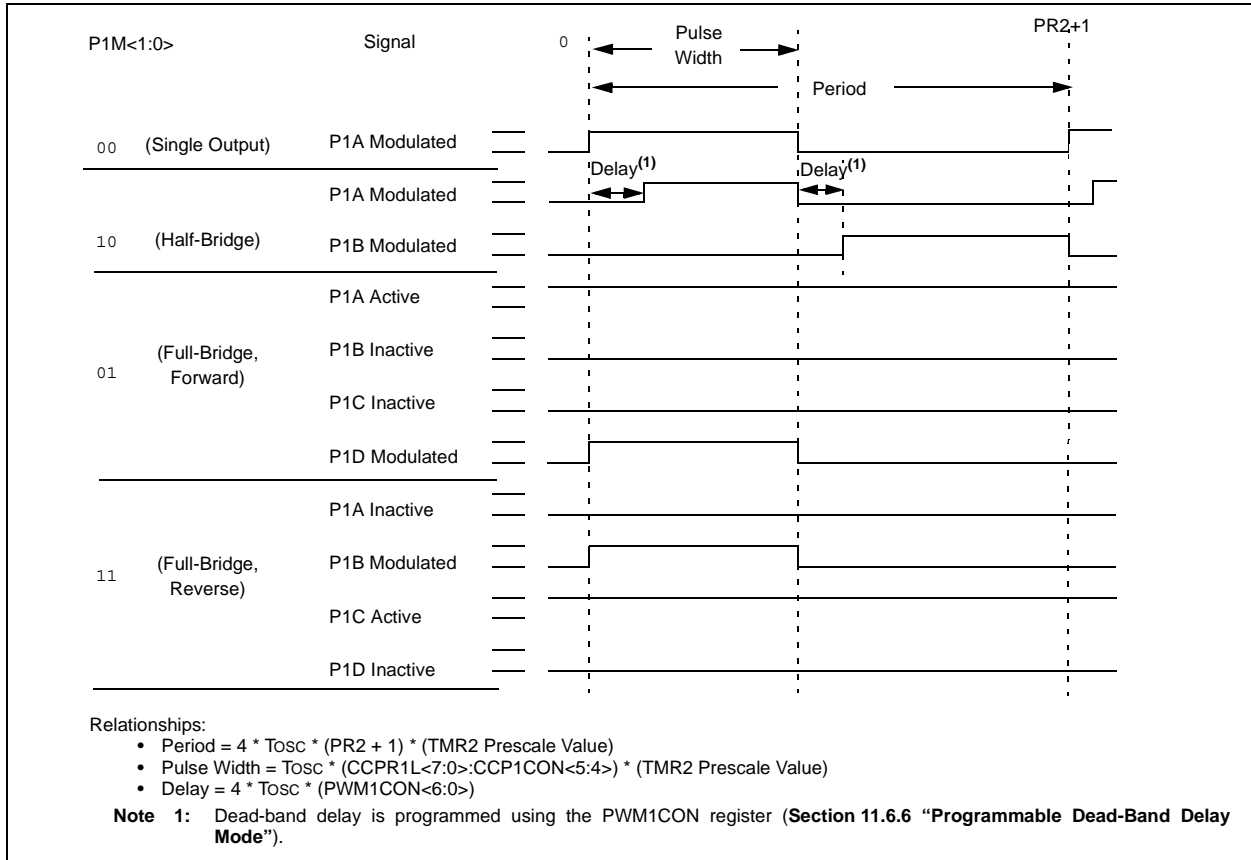 P1M<1:0> Signal 0 Pulse Width PR2+1
Period
00 (Single Output) P1A Modulated
Delay(1) Delay(1)
P1A Modulated
10 (Half-Bridge) P1B Modulated
P1A Active
01 (Full-Bridge, Forward) P1B Inactive
P1C Inactive
P1D Modulated
P1A Inactive
11 (Full-Bridge, Reverse) P1B Modulated
P1C Active
P1D Inactive
Relationships:
• Period = 4 * TOSC * (PR2 + 1) * (TMR2 Prescale Value)
• Pulse Width = TOSC * (CCPR1L<7:0>:CCP1CON<5:4>) * (TMR2 Prescale Value)
• Delay = 4 * TOSC * (PWM1CON<6:0>)
Note 1: Dead-band delay is programmed using the PWM1CON register (Section 11.6.6 “Programmable Dead-Band Delay
Mode”).